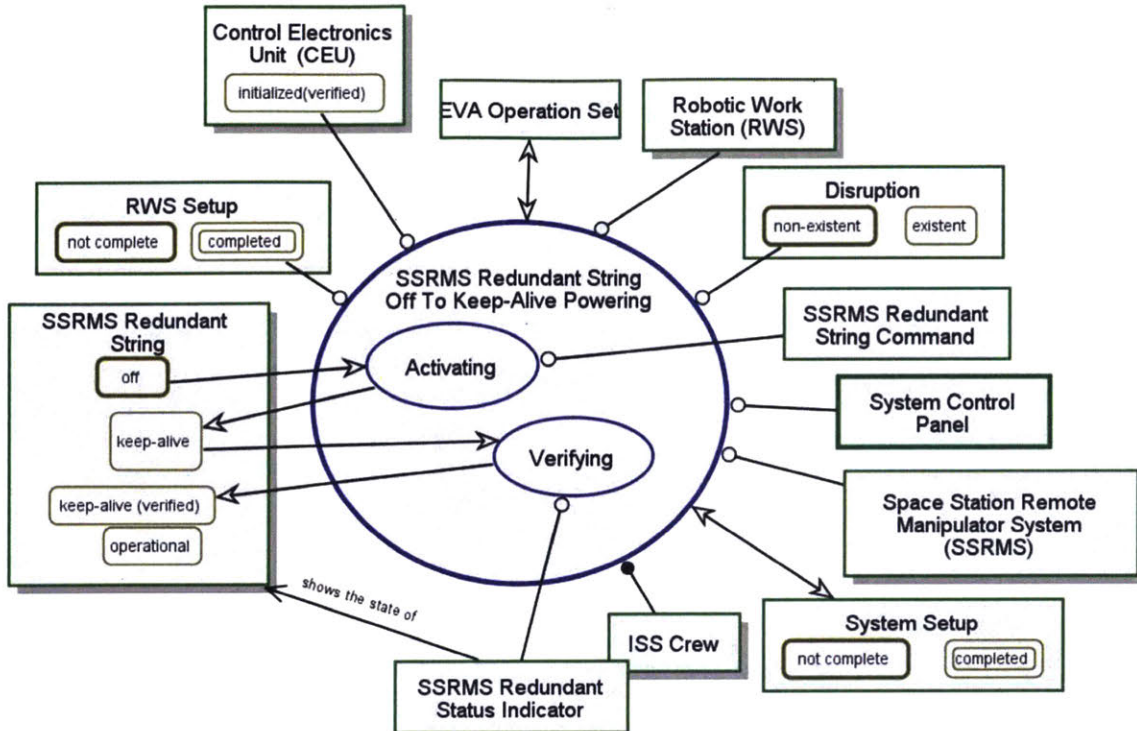 Control Electronics
Unit (CEU)
initialized(verified)
EVA Operation Set
Robotic Work
Station (RWS)
RWS Setup
not complete
completed
Disruption
non-existent
existent
SSRMS Redundant String
Off To Keep-Alive Powering
SSRMS Redundant
String
off
keep-alive
keep-alive (verified)
operational
Activating
Verifying
SSRMS Redundant
String Command
System Control
Panel
Space Station Remote
Manipulator System
(SSRMS)
shows the state of
ISS Crew
SSRMS Redundant
Status Indicator
System Setup
not complete
completed